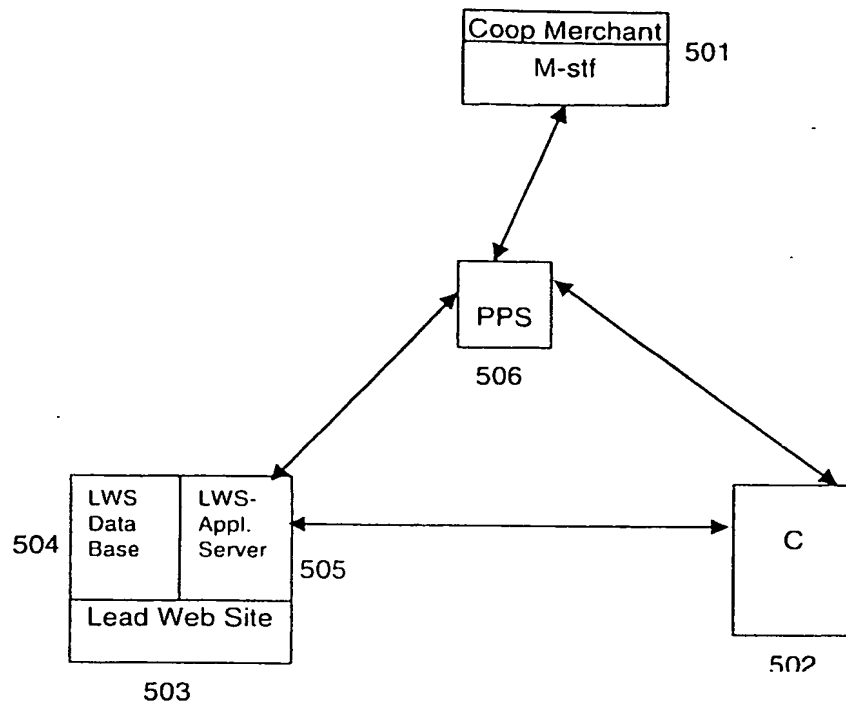 Coop Merchant
501
M-stf
PPS
506
LWS
Data
Base
LWS-
Appl.
Server
504
505
Lead Web Site
503
C
502